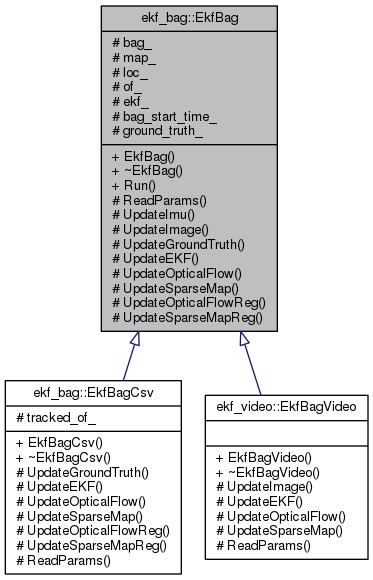 ekf_bag::EkfBag
# bag_
# map_
# loc_
# of_
# ekf_
# bag_start_time_
# ground_truth_
+ EkfBag()
+ ~EkfBag()
+ Run()
# ReadParams()
# UpdateImu()
# UpdateImage()
# UpdateGroundTruth()
# UpdateEKF()
# UpdateOpticalFlow()
# UpdateSparseMap()
# UpdateOpticalFlowReg()
# UpdateSparseMapReg()
ekf_bag::EkfBagCsv
# tracked_of_
+ EkfBagCsv()
+ ~EkfBagCsv()
# UpdateGroundTruth()
# UpdateEKF()
# UpdateOpticalFlow()
# UpdateSparseMap()
# UpdateOpticalFlowReg()
# UpdateSparseMapReg()
# ReadParams()
ekf_video::EkfBagVideo
+ EkfBagVideo()
+ ~EkfBagVideo()
# UpdateImage()
# UpdateEKF()
# UpdateOpticalFlow()
# UpdateSparseMap()
# ReadParams()